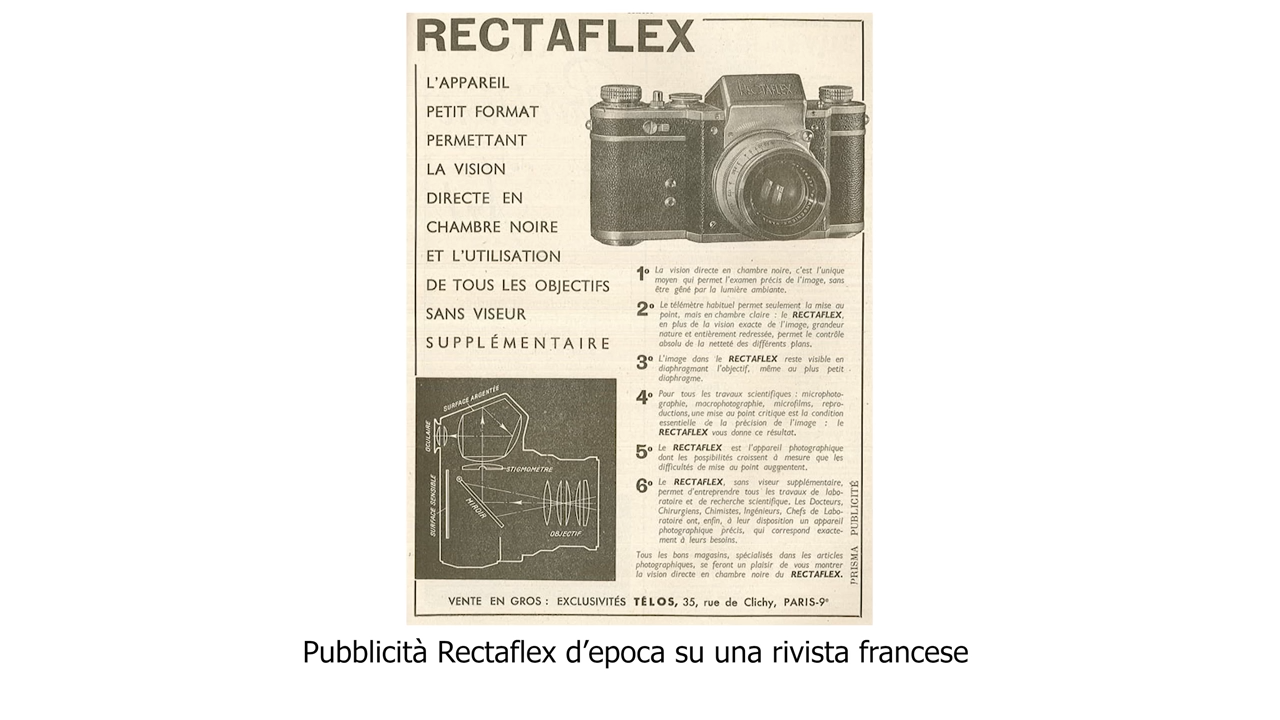 RECTAFLEX
L'APPAREIL
PETIT FORMAT
PERMETTANT
LA VISION
DIRECTE EN
CHAMBRE NOIRE
ET L'UTILISATION
DE TOUS LES OBJECTIFS
SANS VISEUR
SUPPLÉMENTAIRE
RECTAFLEX
1º La vision directe en chambre noire, c'est l'unique
moyen qui permet l'examen précis de l'image, sans
être gêné par la lumière ambiante.
2º Le télémètre habituel permet seulement la mise au
point, mais en chambre claire : le RECTAFLEX,
en plus de la vision exacte de l'image, grandeur
nature et entièrement redressée, permet le contrôle
absolu de la netteté des différents plans.
3º L'image dans le RECTAFLEX reste visible en
diaphragmant l'objectif, même au plus petit
diaphragme.
4º Pour tous les travaux scientifiques : microphoto-
graphie, macrophotographie, microfilms, repro-
ductions, une mise au point critique est la condition
essentielle de la précision de l'image : le
RECTAFLEX vous donne ce résultat.
5º Le RECTAFLEX est l'appareil photographique
dont les possibilités croissent à mesure que les
difficultés de mise au point augmentent.
6º Le RECTAFLEX, sans viseur supplémentaire,
permet d'entreprendre tous les travaux de labo-
ratoire et de recherche scientifique. Les Docteurs,
Chirurgiens, Chimistes, Ingénieurs, Chefs de Labo-
ratoire ont, enfin, à leur disposition un appareil
photographique précis, qui correspond exacte-
ment à leurs besoins.
Tous les bons magasins, spécialisés dans les articles
photographiques, se feront un plaisir de vous montrer
la vision directe en chambre noire du RECTAFLEX.
PRISMA PUBLICITÉ
SURFACE ARGENTÉE
OCULAIRE
STIGMOMÈTRE
SURFACE SENSIBLE
MIROIR
OBJECTIF
VENTE EN GROS : EXCLUSIVITÉS TÉLOS, 35, rue de Clichy, PARIS-9e
Pubblicità Rectaflex d'epoca su una rivista francese